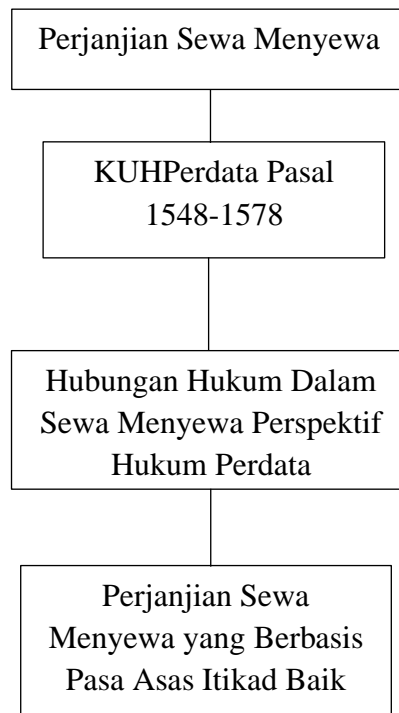 Perjanjian Sewa Menyewa
KUHPerdata Pasal
1548-1578
Hubungan Hukum Dalam
Sewa Menyewa Perspektif
Hukum Perdata
Perjanjian Sewa
Menyewa yang Berbasis
Pasa Asas Itikad Baik